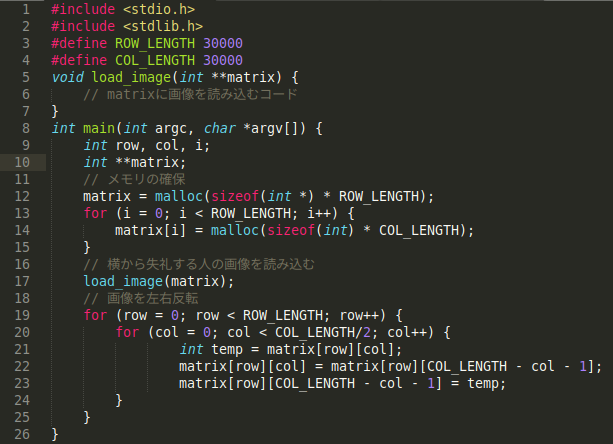 1 #include <stdio.h>
2 #include <stdlib.h>
3 #define ROW_LENGTH 30000
4 #define COL_LENGTH 30000
5 void load_image(int **matrix) {
6     // matrixに画像を読み込むコード
7 }
8 int main(int argc, char *argv[]) {
9     int row, col, i;
10     int **matrix;
11     // メモリの確保
12     matrix = malloc(sizeof(int *) * ROW_LENGTH);
13     for (i = 0; i < ROW_LENGTH; i++) {
14         matrix[i] = malloc(sizeof(int) * COL_LENGTH);
15     }
16     // 横から失礼する人の画像を読み込む
17     load_image(matrix);
18     // 画像を左右反転
19     for (row = 0; row < ROW_LENGTH; row++) {
20         for (col = 0; col < COL_LENGTH/2; col++) {
21                 int temp = matrix[row][col];
22                 matrix[row][col] = matrix[row][COL_LENGTH - col - 1];
23                 matrix[row][COL_LENGTH - col - 1] = temp;
24         }
25     }
26 }